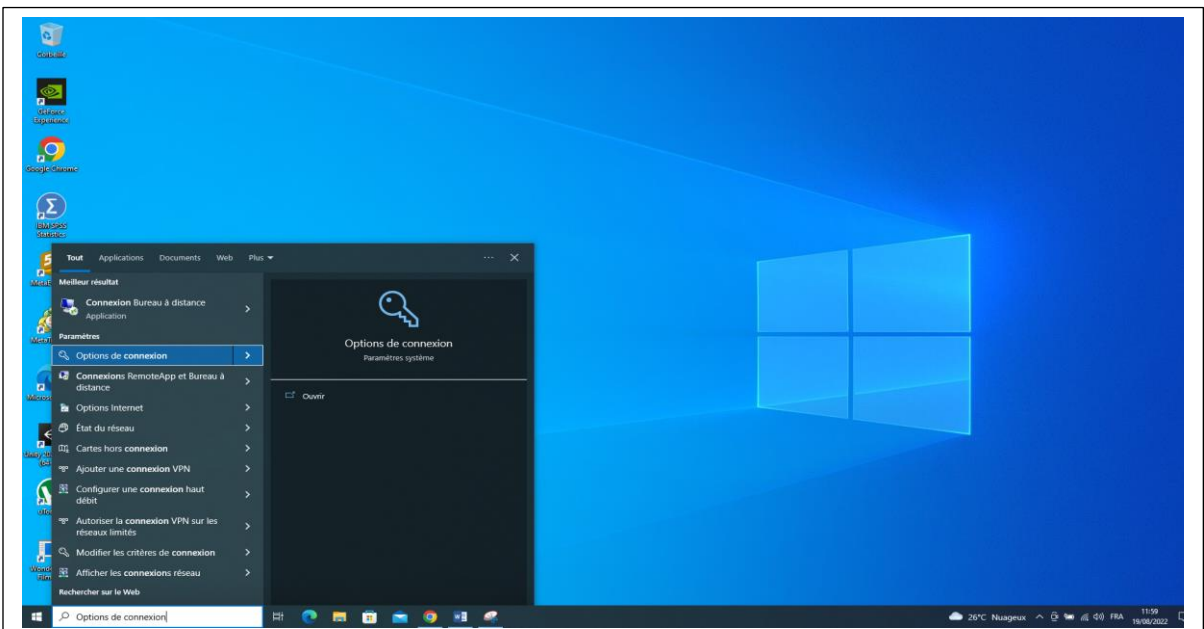 Corbeille
GeForce
Experience
Google Chrome
IBM SPSS
Statistics
Tout Applications Documents Web Plus
Meilleur résultat
Connexion Bureau à distance
Application
Paramètres
Options de connexion
Connexions RemoteApp et Bureau à
distance
Options Internet
État du réseau
Cartes hors connexion
Ajouter une connexion VPN
Configurer une connexion haut
débit
Autoriser la connexion VPN sur les
réseaux limités
Modifier les critères de connexion
Afficher les connexions réseau
Rechercher sur le Web
Options de connexion
Paramètres système
Ouvrir
Options de connexion
26°C Nuageux FRA 11:59
19/08/2022